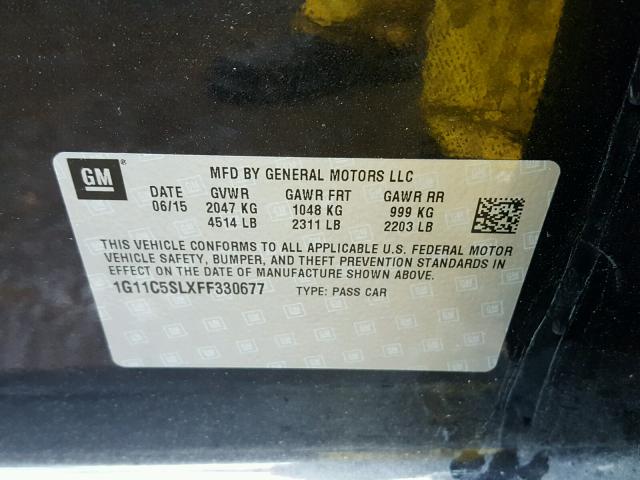 GM
®
MFD BY GENERAL MOTORS LLC
DATE GVWR GAWR FRT GAWR RR
06/15 2047 KG 1048 KG 999 KG
4514 LB 2311 LB 2203 LB
THIS VEHICLE CONFORMS TO ALL APPLICABLE U.S. FEDERAL MOTOR
VEHICLE SAFETY, BUMPER, AND THEFT PREVENTION STANDARDS IN
EFFECT ON THE DATE OF MANUFACTURE SHOWN ABOVE.
1G11C5SLXFF330677 TYPE: PASS CAR